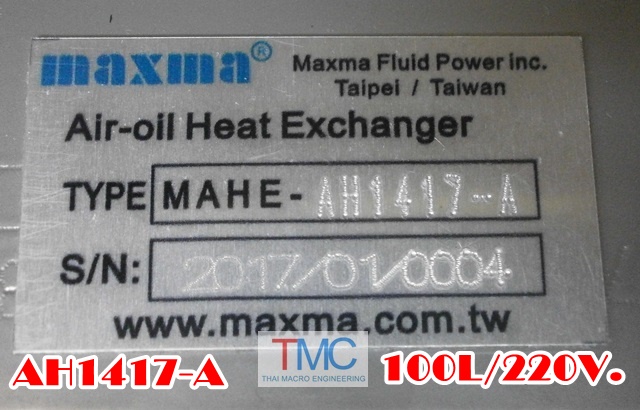 maxma®
Maxma Fluid Power inc.
Taipei / Taiwan
Air-oil Heat Exchanger
TYPE MAHE- AH1417-A
S/N: 2017/01/0004
www.maxma.com.tw
TMC
THAI MACRO ENGINEERING
AH1417-A
100L/220V.